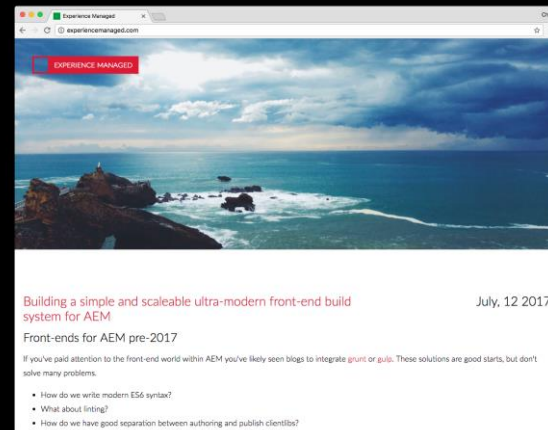 Experience Managed
experiencemanaged.com
EXPERIENCE MANAGED
Building a simple and scaleable ultra-modern front-end build
system for AEM
July, 12 2017
Front-ends for AEM pre-2017
If you've paid attention to the front-end world within AEM you've likely seen blogs to integrate grunt or gulp. These solutions are good starts, but don't
solve many problems.
• How do we write modern ES6 syntax?
• What about linting?
• How do we have good separation between authoring and publish clientlibs?